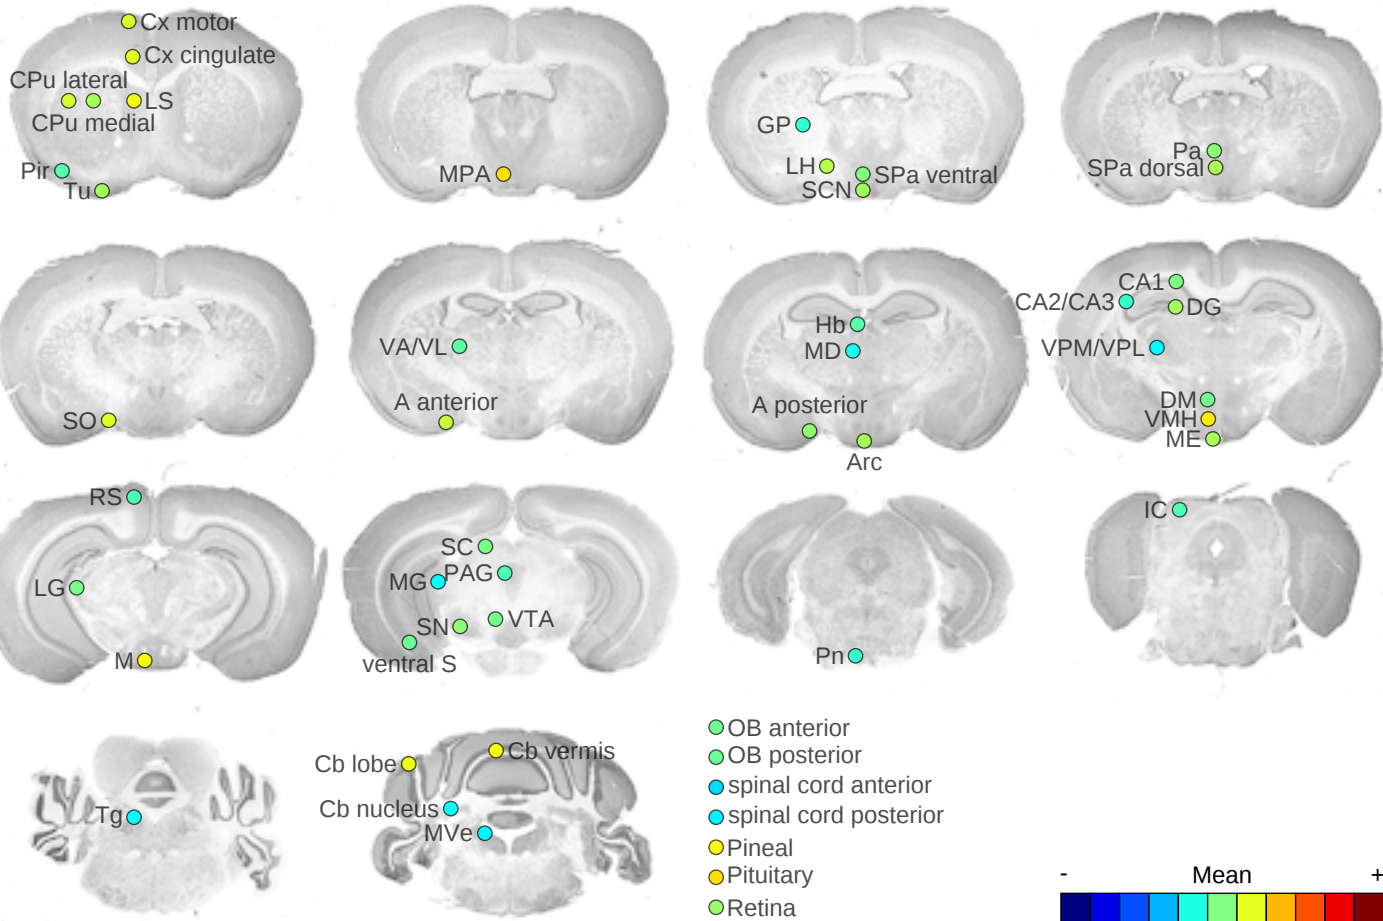 Cx motor
Cx cingulate
CPu lateral
LS
CPu medial
Pir
Tu
MPA
GP
LH
SPa ventral
SCN
Pa
SPa dorsal
SO
VA/VL
A anterior
Hb
MD
A posterior
Arc
CA1
CA2/CA3
DG
VPM/VPL
DM
VMH
ME
RS
LG
M
SC
MG
PAG
SN
VTA
ventral S
Pn
IC
Tg
Cb lobe
Cb vermis
Cb nucleus
MVe
OB anterior
OB posterior
spinal cord anterior
spinal cord posterior
Pineal
Pituitary
Retina
- Mean +